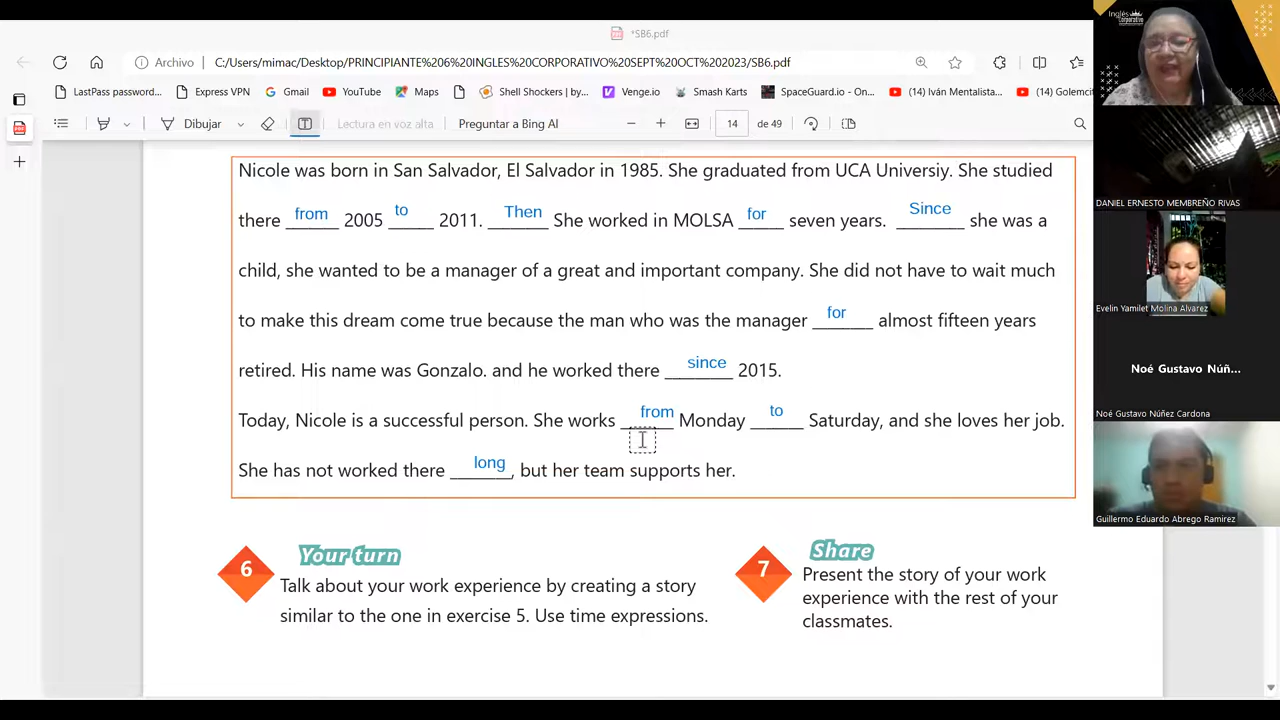 *SB6.pdf
Archivo C:/Users/mimac/Desktop/PRINCIPIANTE%206%20INGLES%20CORPORATIVO%20SEPT%20OCT%202023/SB6.pdf
LastPass password... Express VPN Gmail YouTube Maps Shell Shockers | by... Venge.io Smash Karts SpaceGuard.io - On... (14) Iván Mentalista... (14) Golemcit
Dibujar Lectura en voz alta Preguntar a Bing AI 14 de 49
Nicole was born in San Salvador, El Salvador in 1985. She graduated from UCA Universiy. She studied
there from 2005 to 2011. Then She worked in MOLSA for seven years. Since she was a
child, she wanted to be a manager of a great and important company. She did not have to wait much
to make this dream come true because the man who was the manager for almost fifteen years
retired. His name was Gonzalo. and he worked there since 2015.
Today, Nicole is a successful person. She works from Monday to Saturday, and she loves her job.
She has not worked there long, but her team supports her.
6 Your turn
Talk about your work experience by creating a story
similar to the one in exercise 5. Use time expressions.
7 Share
Present the story of your work
experience with the rest of your
classmates.
Inglés
Corporativo
DANIEL ERNESTO MEMBREÑO RIVAS
Evelin Yamilet Molina Alvarez
Noé Gustavo Núñ...
Noé Gustavo Núñez Cardona
Guillermo Eduardo Abrego Ramirez